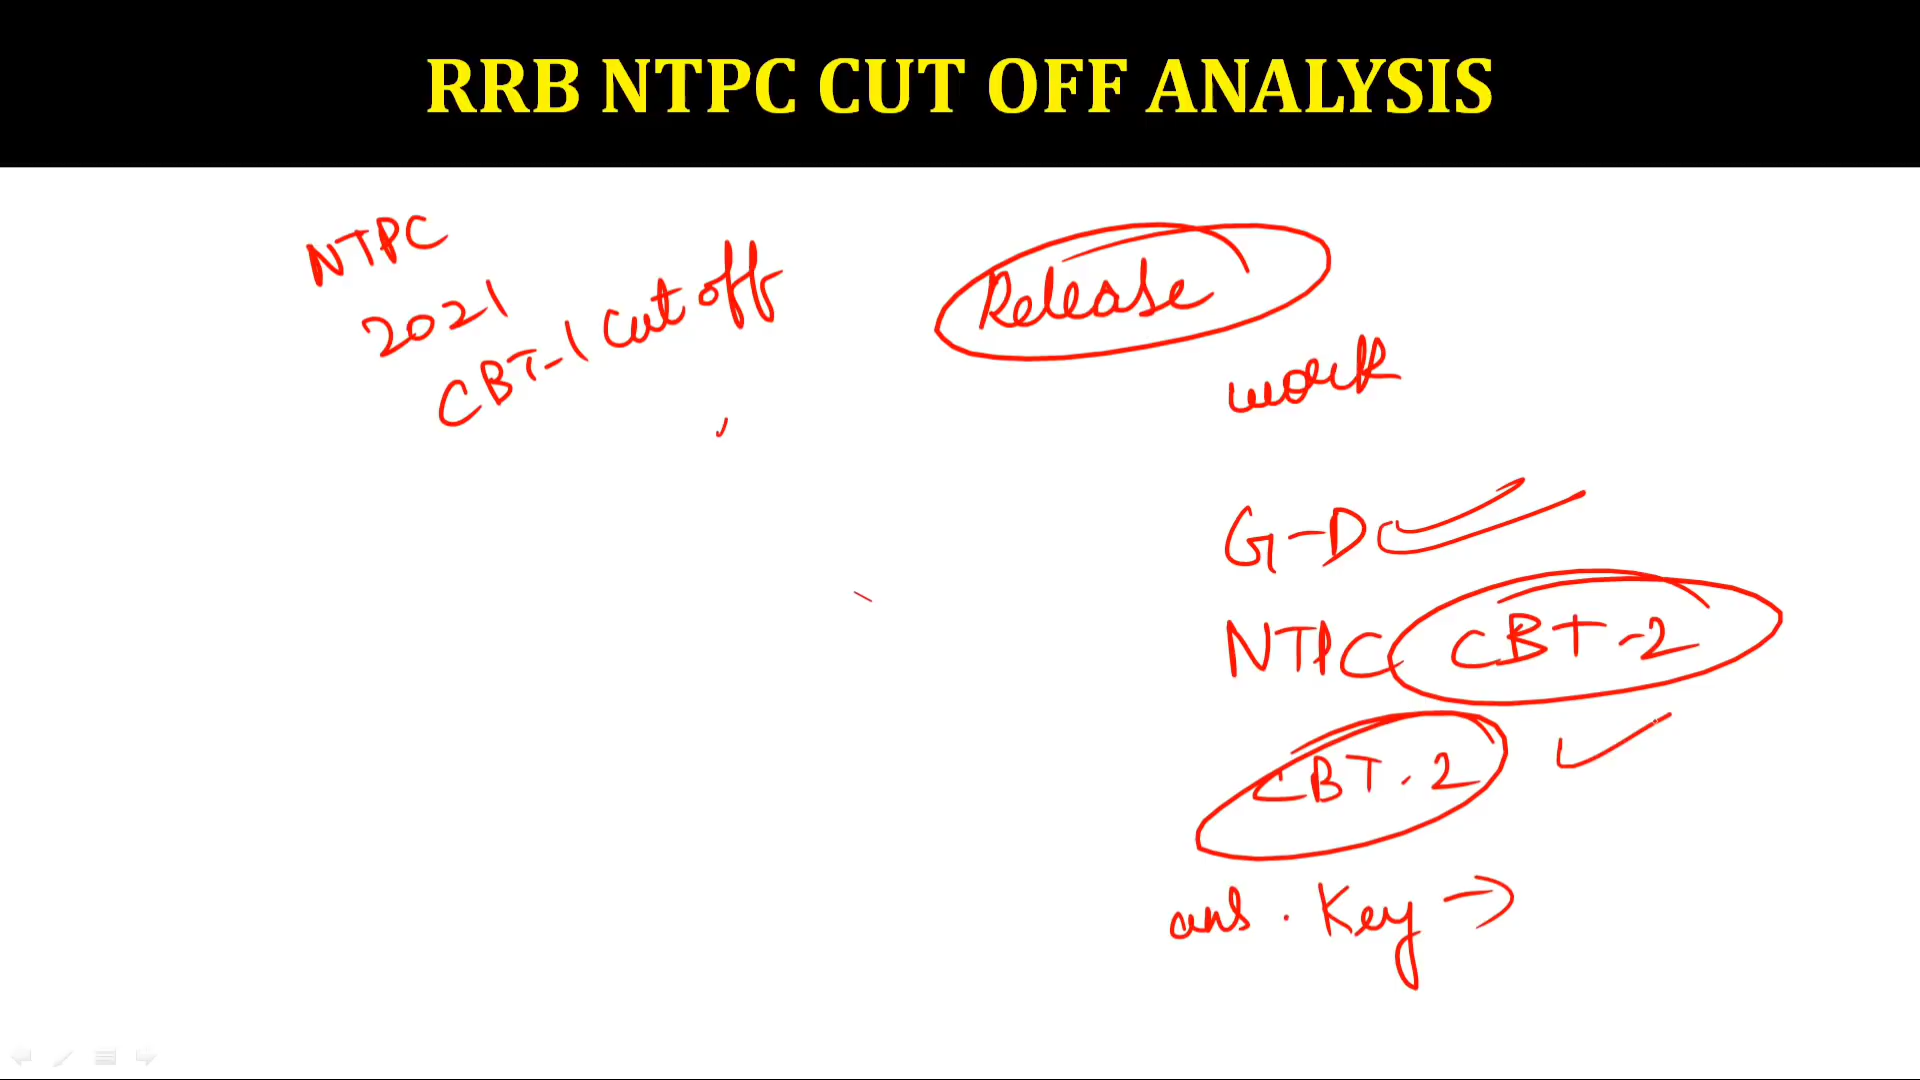 RRB NTPC CUT OFF ANALYSIS
NTPC
2021
CBT-1 cut off
Release
work
G-D
NTPC CBT-2
CBT-2
ans. Key →